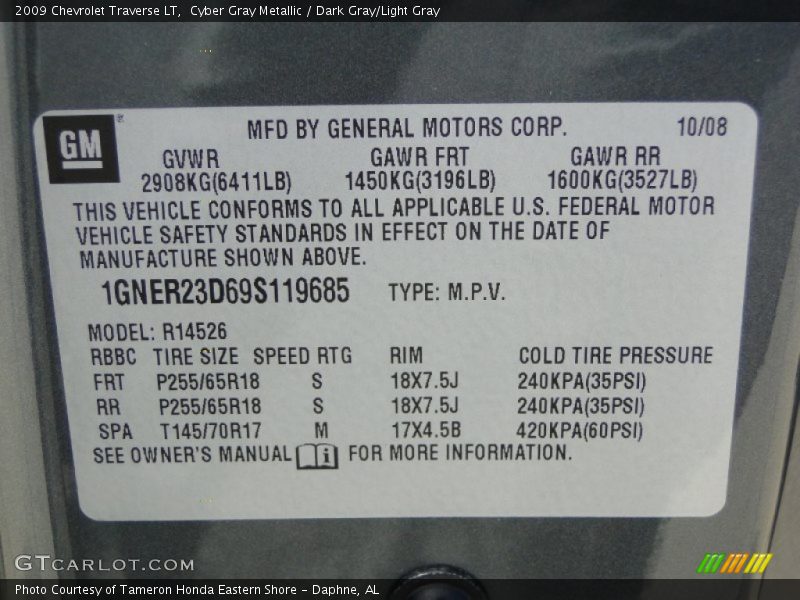 2009 Chevrolet Traverse LT, Cyber Gray Metallic / Dark Gray/Light Gray
GM
MFD BY GENERAL MOTORS CORP. 10/08
GVWR GAWR FRT GAWR RR
2908KG(6411LB) 1450KG(3196LB) 1600KG(3527LB)
THIS VEHICLE CONFORMS TO ALL APPLICABLE U.S. FEDERAL MOTOR
VEHICLE SAFETY STANDARDS IN EFFECT ON THE DATE OF
MANUFACTURE SHOWN ABOVE.
1GNER23D69S119685 TYPE: M.P.V.
MODEL: R14526
RBBC TIRE SIZE SPEED RTG RIM COLD TIRE PRESSURE
FRT P255/65R18 S 18X7.5J 240KPA(35PSI)
RR P255/65R18 S 18X7.5J 240KPA(35PSI)
SPA T145/70R17 M 17X4.5B 420KPA(60PSI)
SEE OWNER'S MANUAL i FOR MORE INFORMATION.
GTCARLOT.COM
Photo Courtesy of Tameron Honda Eastern Shore - Daphne, AL